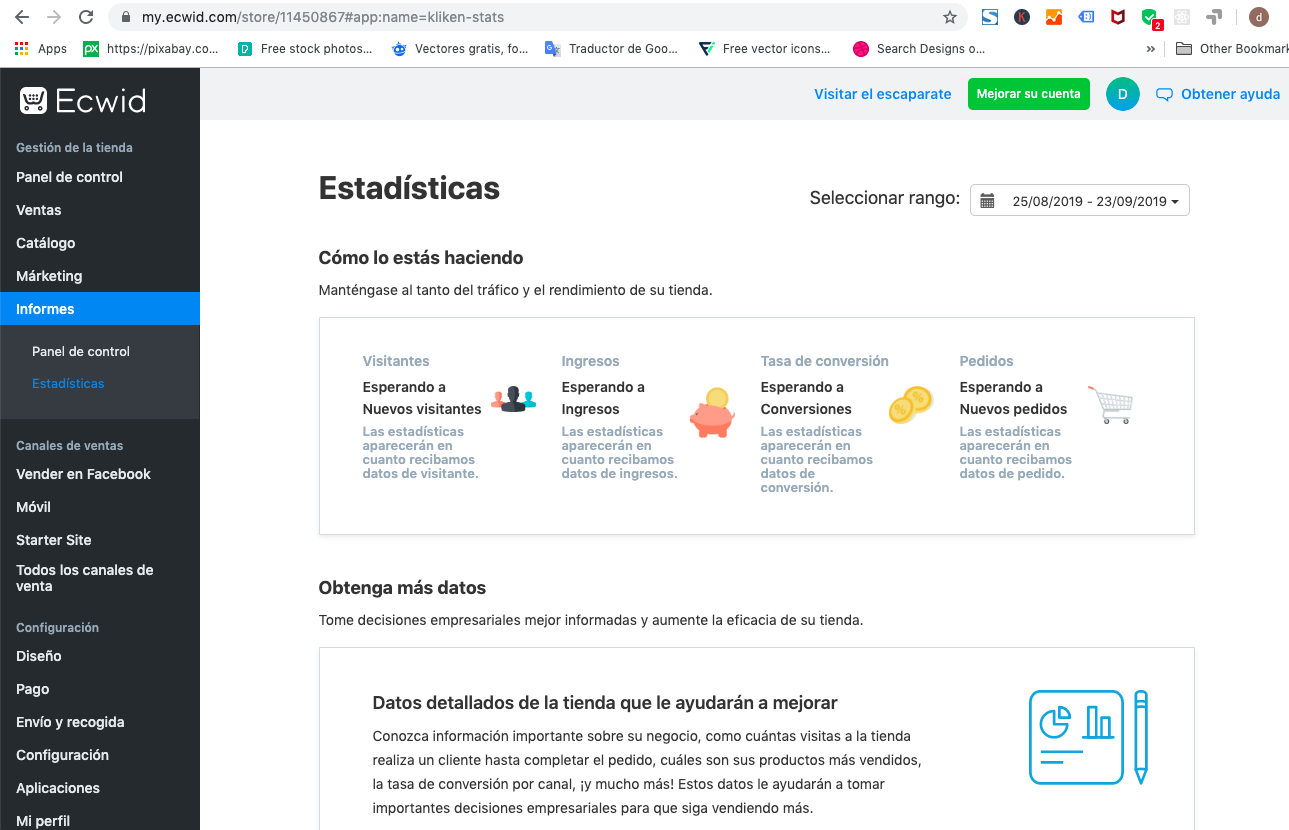 my.ecwid.com/store/11450867#app:name=kliken-stats
K
2
d
Apps
px
https://pixabay.co...
Free stock photos...
Vectores gratis, fo...
Traductor de Goo...
Free vector icons...
Search Designs o...
»
Other Bookmark
Ecwid
Visitar el escaparate
Mejorar su cuenta
D
Obtener ayuda
Gestión de la tienda
Panel de control
Ventas
Catálogo
Márketing
Informes
Panel de control
Estadísticas
Canales de ventas
Vender en Facebook
Móvil
Starter Site
Todos los canales de
venta
Configuración
Diseño
Pago
Envío y recogida
Configuración
Aplicaciones
Mi perfil
Estadísticas
Seleccionar rango:
25/08/2019 - 23/09/2019
Cómo lo estás haciendo
Manténgase al tanto del tráfico y el rendimiento de su tienda.
Visitantes
Esperando a
Nuevos visitantes
Las estadísticas
aparecerán en
cuanto recibamos
datos de visitante.
Ingresos
Esperando a
Ingresos
Las estadísticas
aparecerán en
cuanto recibamos
datos de ingresos.
Tasa de conversión
Esperando a
Conversiones
Las estadísticas
aparecerán en
cuanto recibamos
datos de
conversión.
Pedidos
Esperando a
Nuevos pedidos
Las estadísticas
aparecerán en
cuanto recibamos
datos de pedido.
Obtenga más datos
Tome decisiones empresariales mejor informadas y aumente la eficacia de su tienda.
Datos detallados de la tienda que le ayudarán a mejorar
Conozca información importante sobre su negocio, como cuántas visitas a la tienda
realiza un cliente hasta completar el pedido, cuáles son sus productos más vendidos,
la tasa de conversión por canal, ¡y mucho más! Estos datos le ayudarán a tomar
importantes decisiones empresariales para que siga vendiendo más.